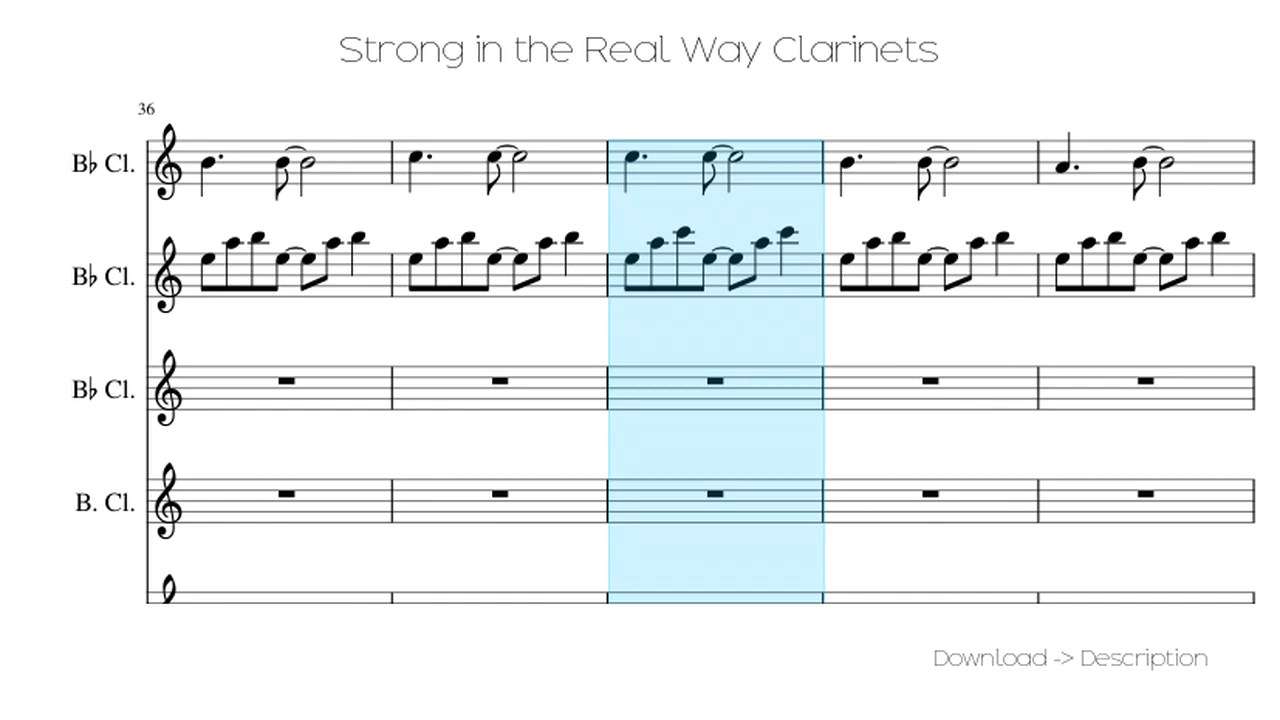 Strong in the Real Way Clarinets
36
B♭ Cl.
B♭ Cl.
B♭ Cl.
B. Cl.
Download -> Description